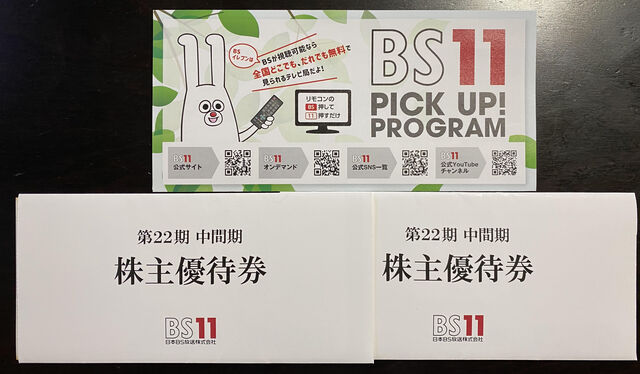 BS
イレブンは
BSが視聴可能なら
全国どこでも、だれでも無料で
見られるテレビ局だよ!
リモコンの
BS 押して
11 押すだけ
BS11
PICK UP!
PROGRAM
BS11
公式サイト
BS11
オンデマンド
BS11
公式SNS一覧
BS11
公式YouTube
チャンネル
第22期 中間期
株主優待券
BS11
日本BS放送株式会社
第22期 中間期
株主優待券
BS11
日本BS放送株式会社